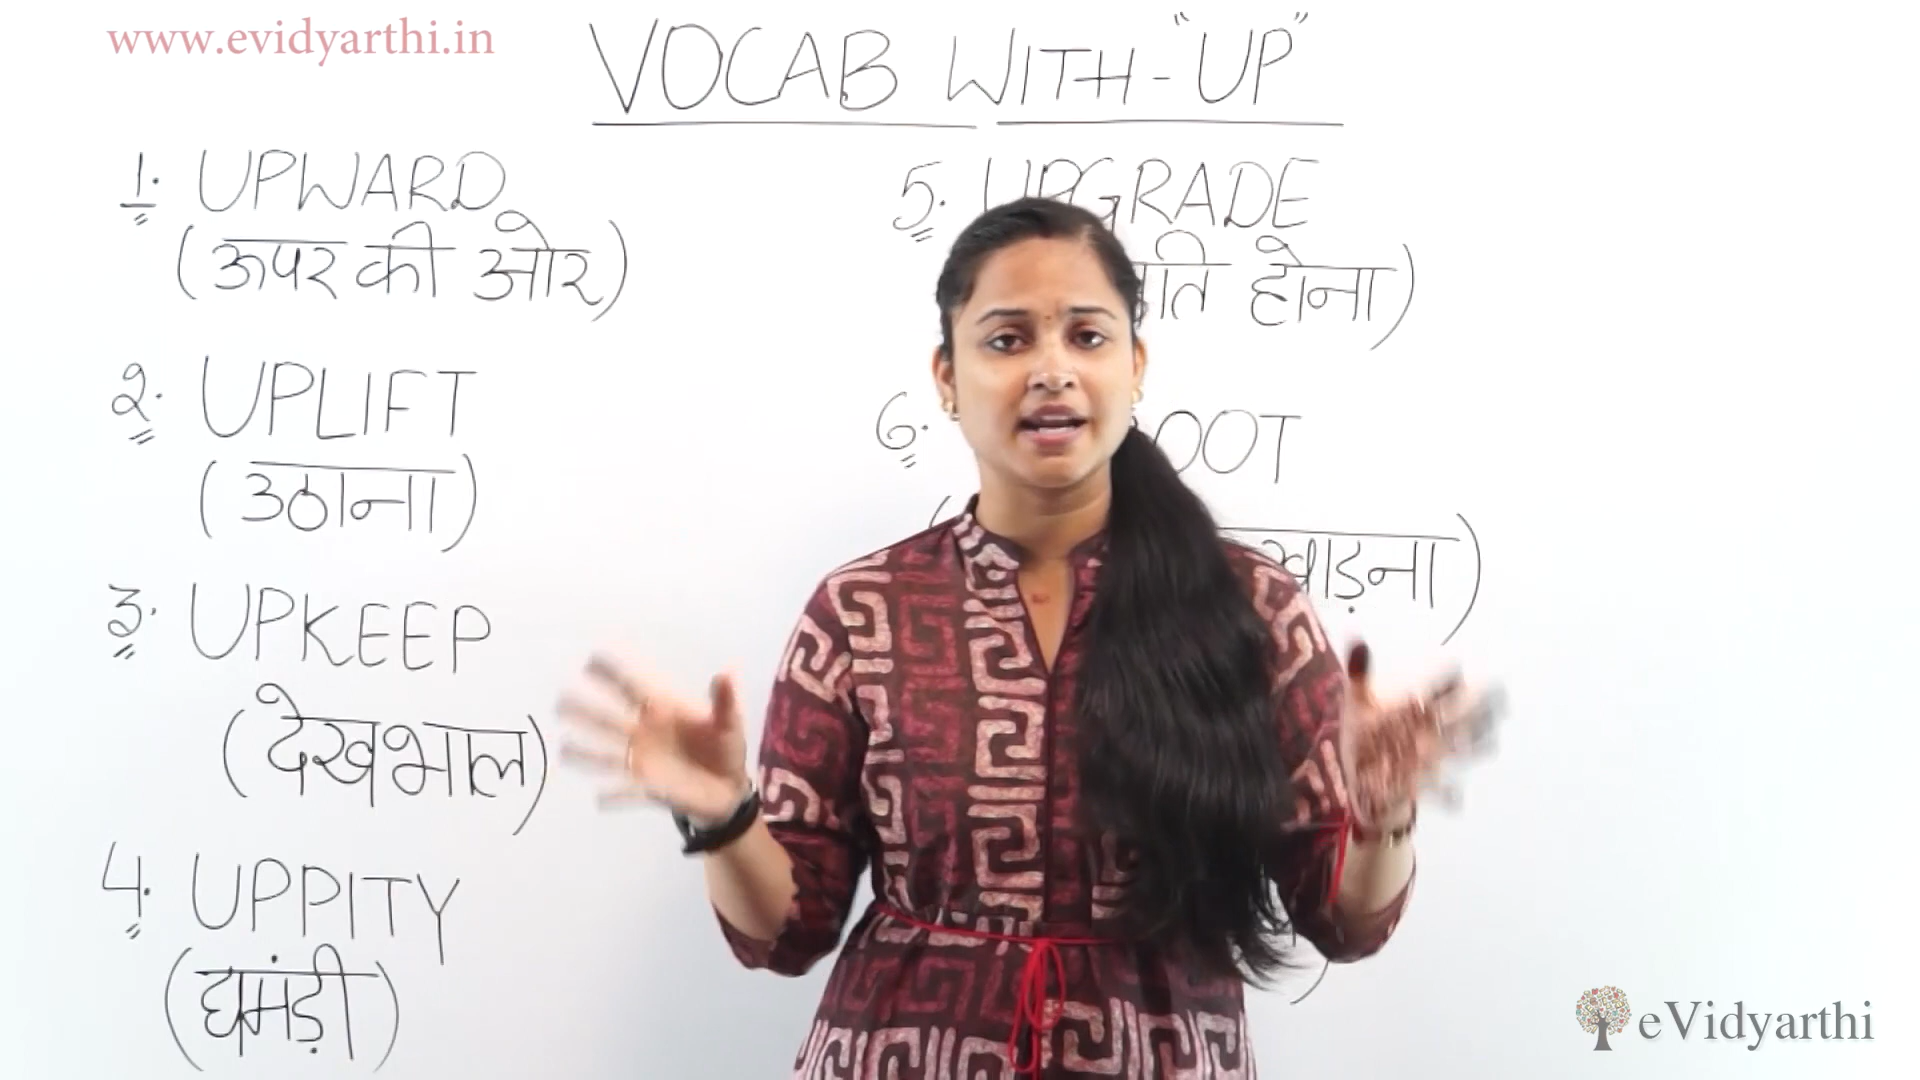 www.evidyarthi.in
VOCAB WITH - "UP"
1. UPWARD
(ऊपर की ओर)
2. UPLIFT
(उठाना)
3. UPKEEP
(देखभाल)
4. UPPITY
(घमंड़ी)
5. UPGRADE
होना)
6.
eVidyarthi